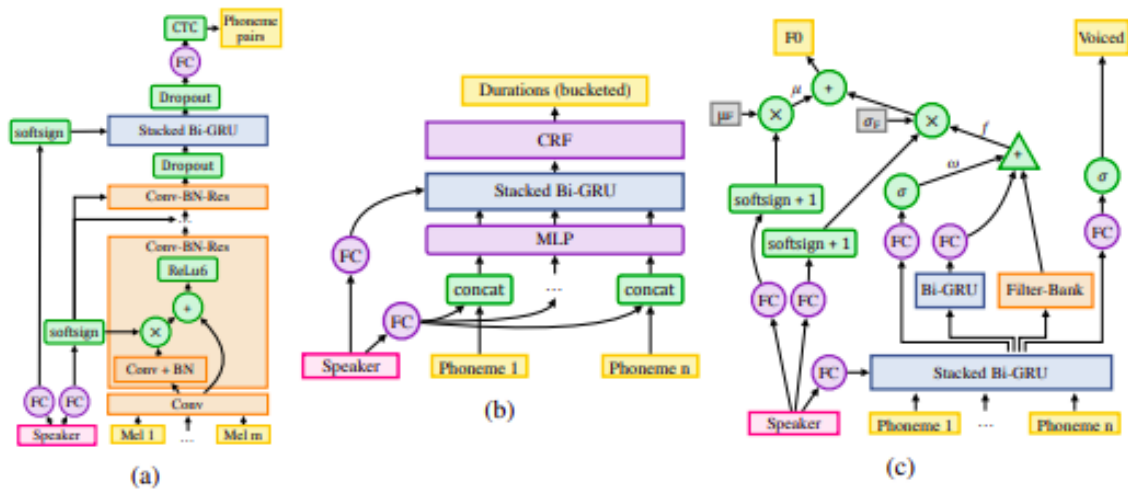 CTC
Phoneme
pairs
FC
Dropout
softsign
Stacked Bi-GRU
Dropout
Conv-BN-Res
...
Conv-BN-Res
ReLu6
+
softsign
×
Conv + BN
FC
FC
Conv
Speaker
Mel 1
...
Mel m
(a)
Durations (bucketed)
CRF
Stacked Bi-GRU
MLP
FC
concat
...
concat
FC
Speaker
Phoneme 1
Phoneme n
(b)
F0
Voiced
μ
+
μF
×
σF
×
f
+
ω
σ
σ
softsign + 1
softsign + 1
FC
FC
FC
Bi-GRU
Filter-Bank
FC
FC
FC
Stacked Bi-GRU
Speaker
Phoneme 1
...
Phoneme n
(c)